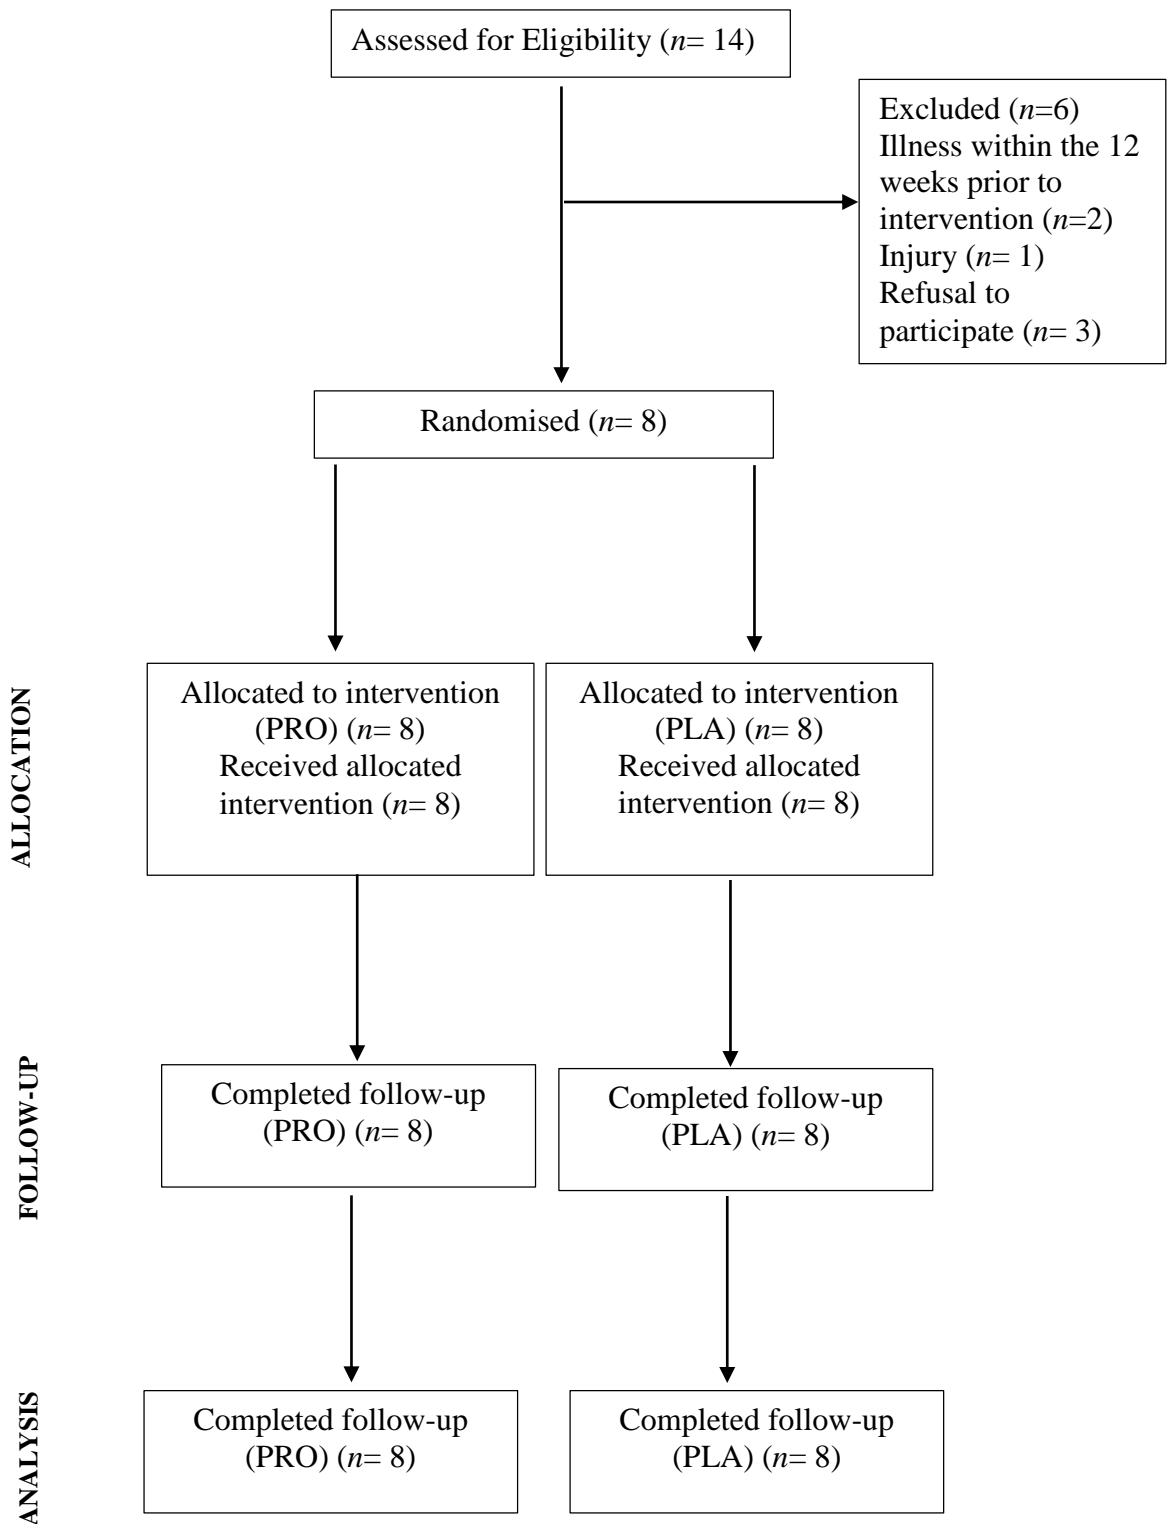 Assessed for Eligibility (n= 14)
Excluded (n=6)
Illness within the 12
weeks prior to
intervention (n=2)
Injury (n= 1)
Refusal to
participate (n= 3)
Randomised (n= 8)
ALLOCATION
Allocated to intervention
(PRO) (n= 8)
Received allocated
intervention (n= 8)
Allocated to intervention
(PLA) (n= 8)
Received allocated
intervention (n= 8)
FOLLOW-UP
Completed follow-up
(PRO) (n= 8)
Completed follow-up
(PLA) (n= 8)
ANALYSIS
Completed follow-up
(PRO) (n= 8)
Completed follow-up
(PLA) (n= 8)